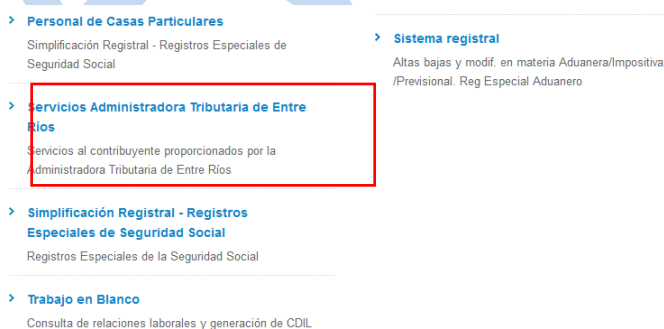 Personal de Casas Particulares
Simplificación Registral - Registros Especiales de
Seguridad Social
Servicios Administradora Tributaria de Entre
Ríos
Servicios al contribuyente proporcionados por la
Administradora Tributaria de Entre Ríos
Simplificación Registral - Registros
Especiales de Seguridad Social
Registros Especiales de la Seguridad Social
Trabajo en Blanco
Consulta de relaciones laborales y generación de CDIL
Sistema registral
Altas bajas y modif. en materia Aduanera/Impositiva
/Previsional. Reg Especial Aduanero